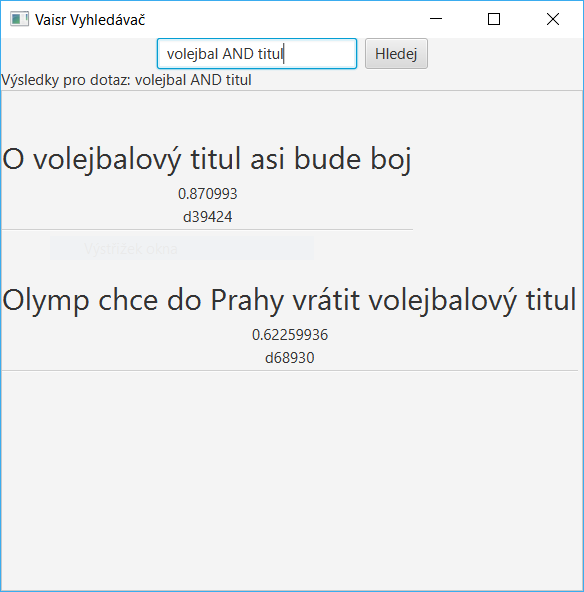 Vaisr Vyhledávač
volejbal AND titul
Hledej
Výsledky pro dotaz: volejbal AND titul
O volejbalový titul asi bude boj
0.870993
d39424
Výstřižek okna
Olymp chce do Prahy vrátit volejbalový titul
0.62259936
d68930